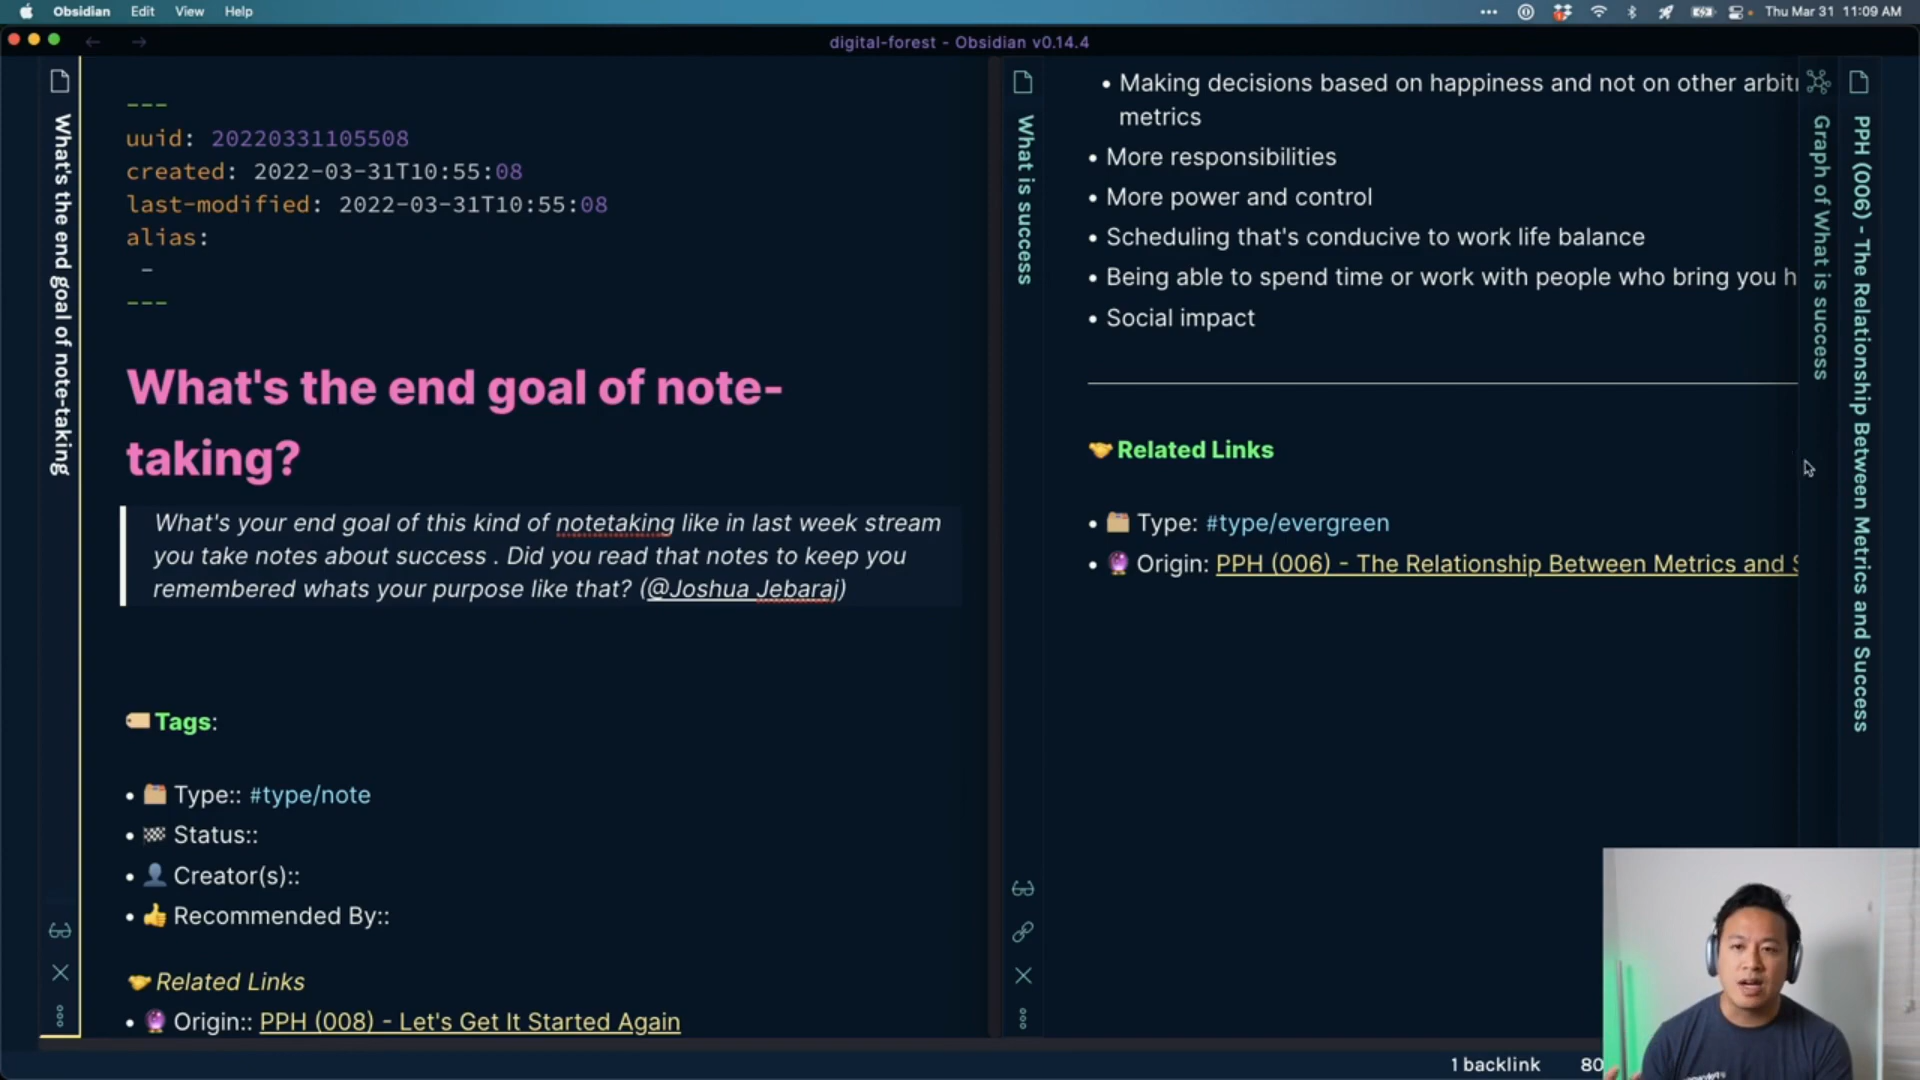 Obsidian Edit View Help
Thu Mar 31 11:09 AM
digital-forest - Obsidian v0.14.4
What's the end goal of note-taking
---
uuid: 20220331105508
created: 2022-03-31T10:55:08
last-modified: 2022-03-31T10:55:08
alias:
-
---
What's the end goal of note-
taking?
What's your end goal of this kind of notetaking like in last week stream
you take notes about success . Did you read that notes to keep you
remembered whats your purpose like that? (@Joshua Jebaraj)
Tags:
Type:: #type/note
Status::
Creator(s)::
Recommended By::
Related Links
Origin:: PPH (008) - Let's Get It Started Again
What is success
Making decisions based on happiness and not on other arbitr
metrics
More responsibilities
More power and control
Scheduling that's conducive to work life balance
Being able to spend time or work with people who bring you h
Social impact
Related Links
Type: #type/evergreen
Origin: PPH (006) - The Relationship Between Metrics and S
Graph of What is success
PPH (006) - The Relationship Between Metrics and Success
1 backlink 80